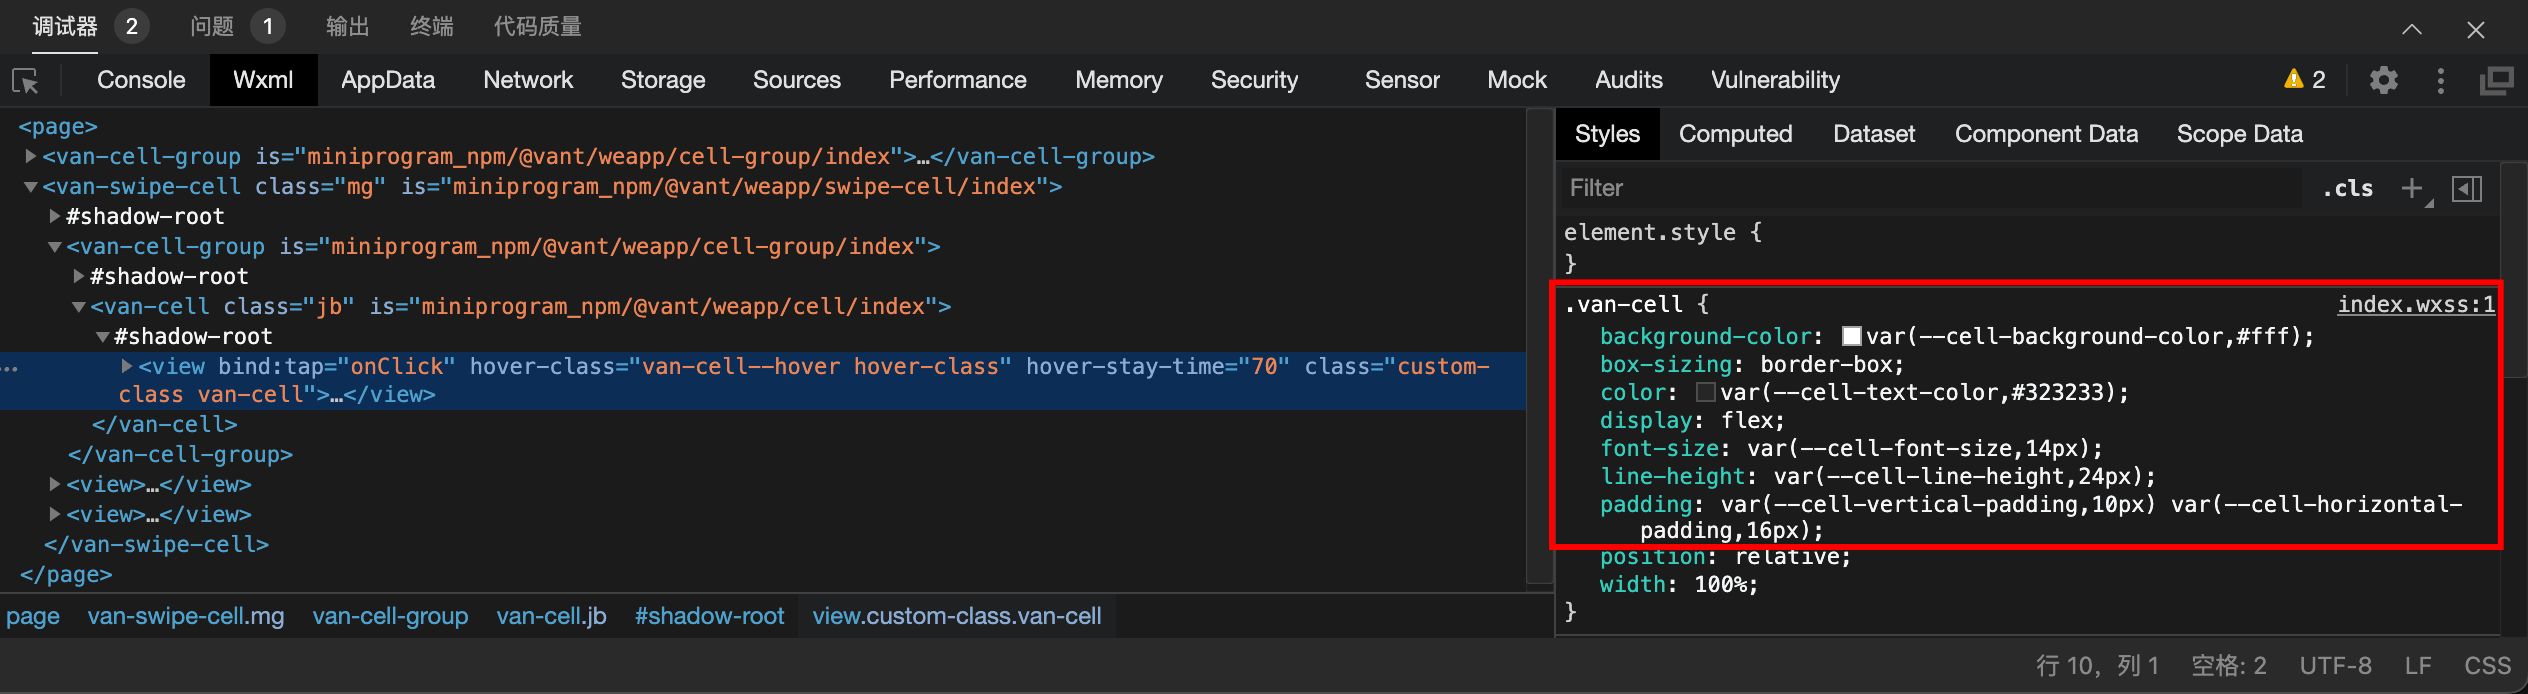 调试器 2 问题 1 输出 终端 代码质量
Console Wxml AppData Network Storage Sources Performance Memory Security Sensor Mock Audits Vulnerability 2
<page>
<van-cell-group is="miniprogram_npm/@vant/weapp/cell-group/index">…</van-cell-group>
<van-swipe-cell class="mg" is="miniprogram_npm/@vant/weapp/swipe-cell/index">
#shadow-root
<van-cell-group is="miniprogram_npm/@vant/weapp/cell-group/index">
#shadow-root
<van-cell class="jb" is="miniprogram_npm/@vant/weapp/cell/index">
#shadow-root
<view bind:tap="onClick" hover-class="van-cell--hover hover-class" hover-stay-time="70" class="custom-
class van-cell">…</view>
</van-cell>
</van-cell-group>
<view>…</view>
<view>…</view>
</van-swipe-cell>
</page>
page van-swipe-cell.mg van-cell-group van-cell.jb #shadow-root view.custom-class.van-cell
Styles Computed Dataset Component Data Scope Data
Filter .cls
element.style {
}
.van-cell { index.wxss:1
background-color: var(--cell-background-color,#fff);
box-sizing: border-box;
color: var(--cell-text-color,#323233);
display: flex;
font-size: var(--cell-font-size,14px);
line-height: var(--cell-line-height,24px);
padding: var(--cell-vertical-padding,10px) var(--cell-horizontal-
padding,16px);
position: relative;
width: 100%;
}
行 10，列 1 空格: 2 UTF-8 LF CSS